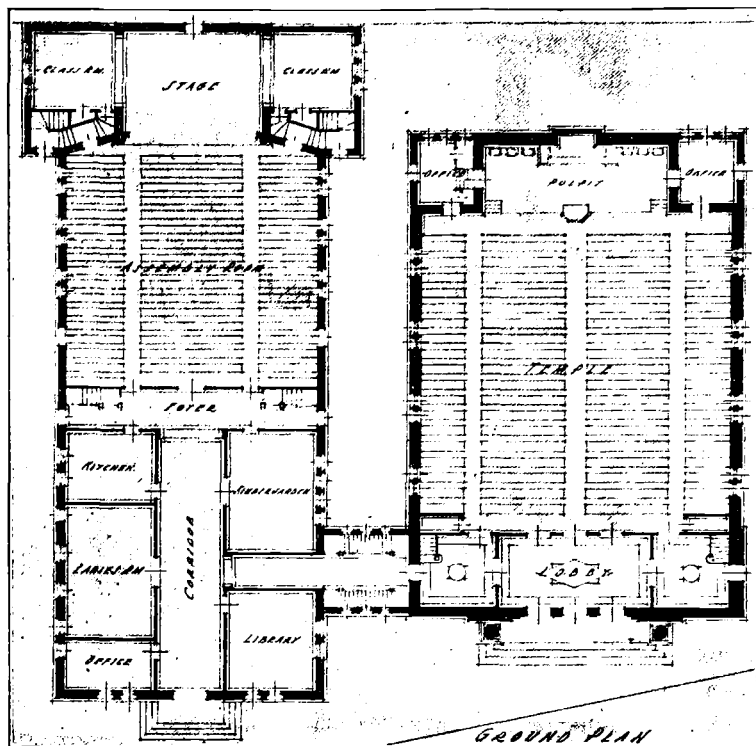 CLASS RM.
STAGE
CLASS RM.
OFFICE
PULPIT
OFFICE
ASSEMBLY ROOM
TEMPLE
FOYER
KITCHEN
KINDERGARDEN
LADIES RM
CORRIDOR
LOBBY
OFFICE
LIBRARY
GROUND PLAN